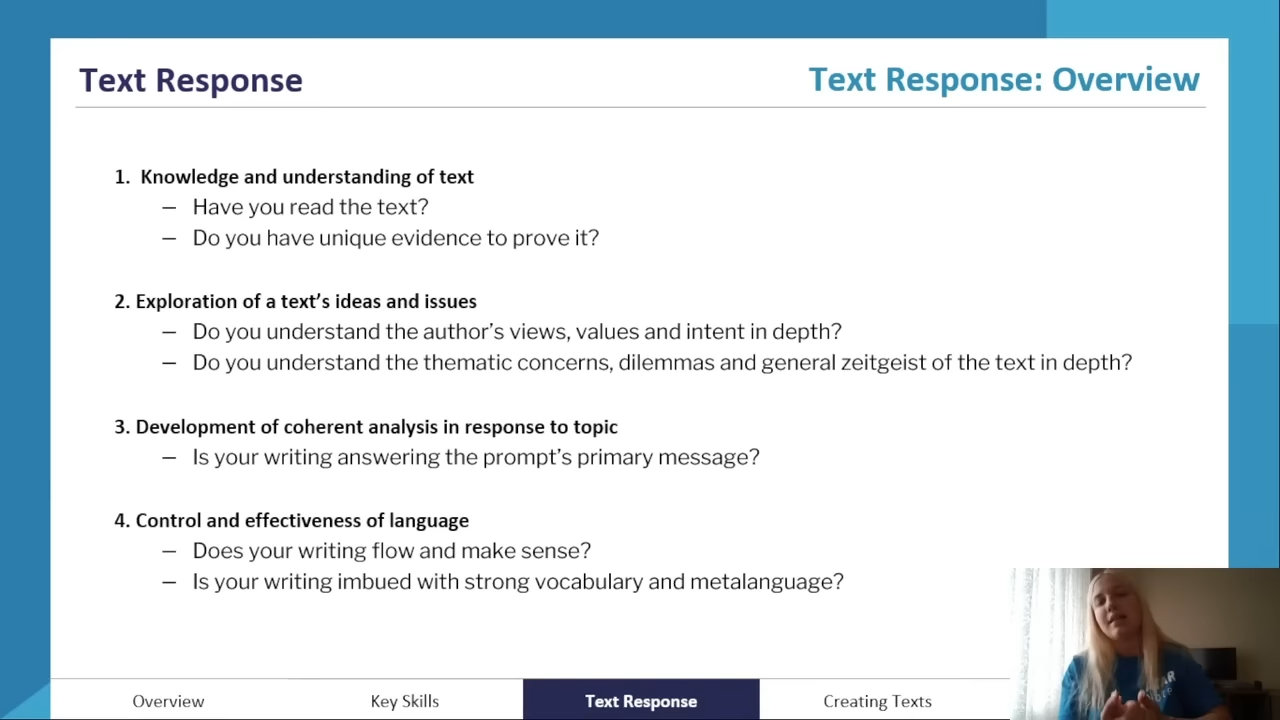 Text Response
Text Response: Overview
1. Knowledge and understanding of text
– Have you read the text?
– Do you have unique evidence to prove it?
2. Exploration of a text's ideas and issues
– Do you understand the author's views, values and intent in depth?
– Do you understand the thematic concerns, dilemmas and general zeitgeist of the text in depth?
3. Development of coherent analysis in response to topic
– Is your writing answering the prompt's primary message?
4. Control and effectiveness of language
– Does your writing flow and make sense?
– Is your writing imbued with strong vocabulary and metalanguage?
Overview
Key Skills
Text Response
Creating Texts